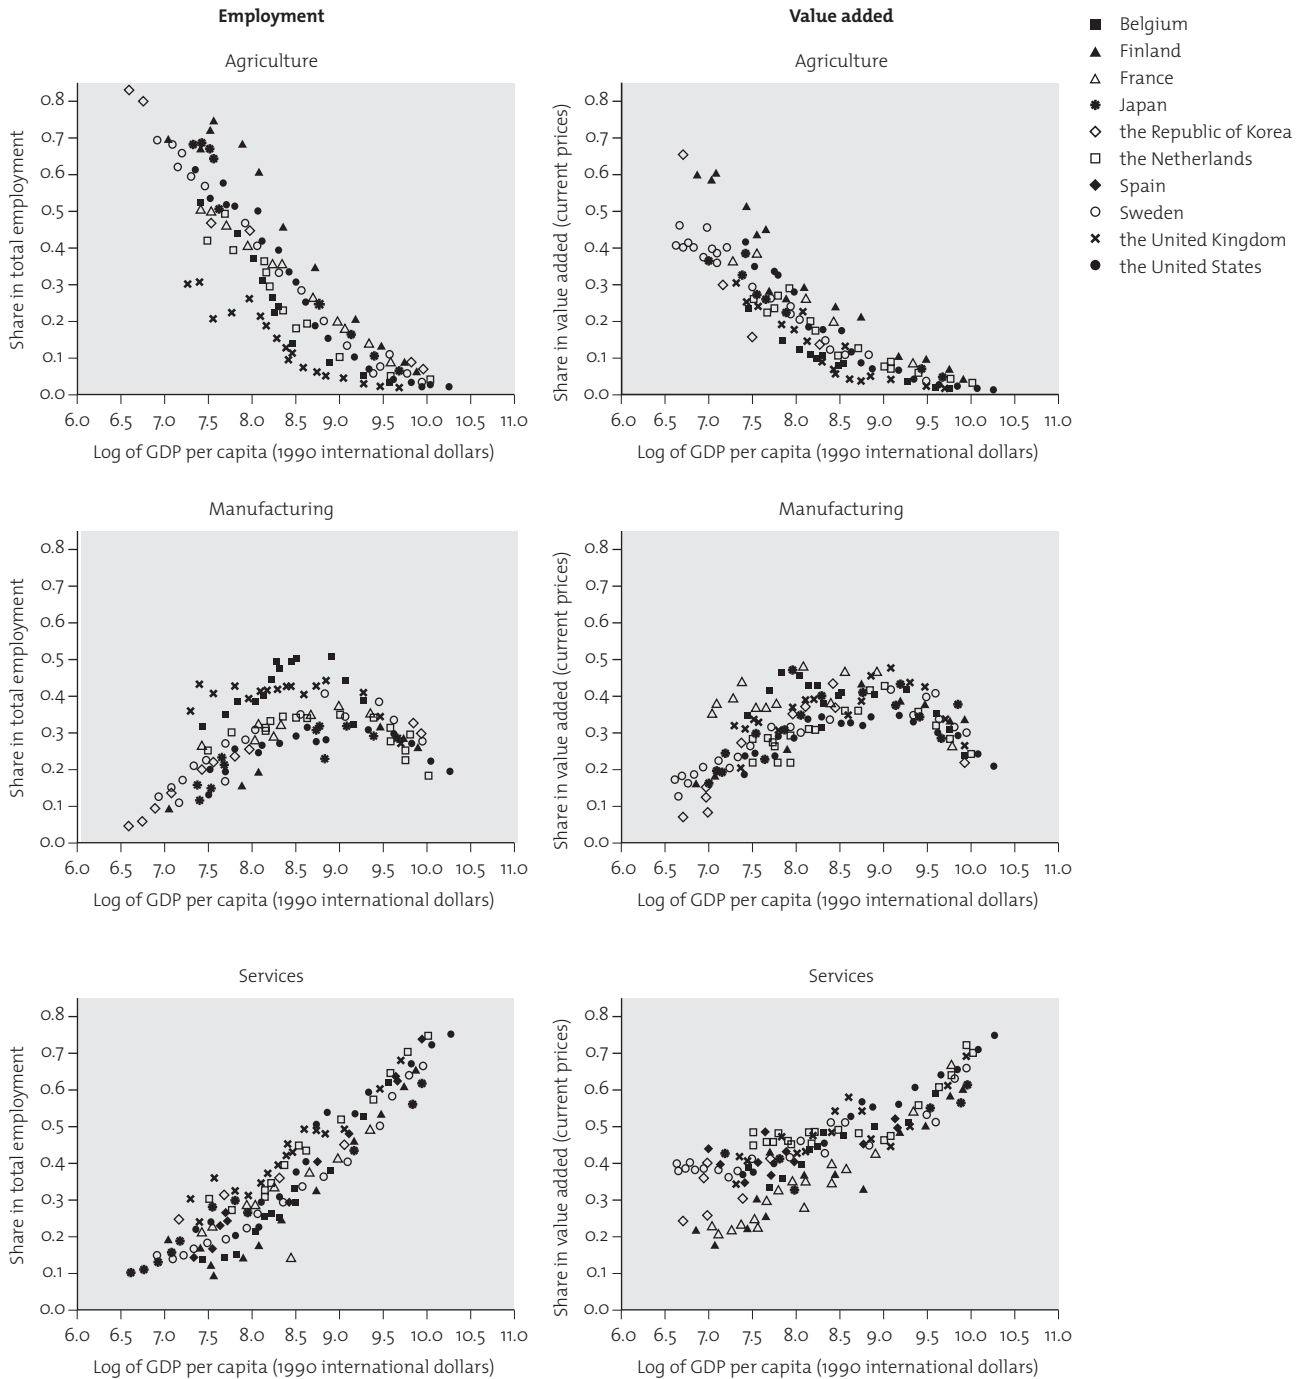 Employment
Value added
Belgium
Finland
France
Japan
the Republic of Korea
the Netherlands
Spain
Sweden
the United Kingdom
the United States
Agriculture
Share in total employment
0.8
0.7
0.6
0.5
0.4
0.3
0.2
0.1
0.0
6.0 6.5 7.0 7.5 8.0 8.5 9.0 9.5 10.0 10.5 11.0
Log of GDP per capita (1990 international dollars)
Agriculture
Share in value added (current prices)
0.8
0.7
0.6
0.5
0.4
0.3
0.2
0.1
0.0
6.0 6.5 7.0 7.5 8.0 8.5 9.0 9.5 10.0 10.5 11.0
Log of GDP per capita (1990 international dollars)
Manufacturing
Share in total employment
0.8
0.7
0.6
0.5
0.4
0.3
0.2
0.1
0.0
6.0 6.5 7.0 7.5 8.0 8.5 9.0 9.5 10.0 10.5 11.0
Log of GDP per capita (1990 international dollars)
Manufacturing
Share in value added (current prices)
0.8
0.7
0.6
0.5
0.4
0.3
0.2
0.1
0.0
6.0 6.5 7.0 7.5 8.0 8.5 9.0 9.5 10.0 10.5 11.0
Log of GDP per capita (1990 international dollars)
Services
Share in total employment
0.8
0.7
0.6
0.5
0.4
0.3
0.2
0.1
0.0
6.0 6.5 7.0 7.5 8.0 8.5 9.0 9.5 10.0 10.5 11.0
Log of GDP per capita (1990 international dollars)
Services
Share in value added (current prices)
0.8
0.7
0.6
0.5
0.4
0.3
0.2
0.1
0.0
6.0 6.5 7.0 7.5 8.0 8.5 9.0 9.5 10.0 10.5 11.0
Log of GDP per capita (1990 international dollars)